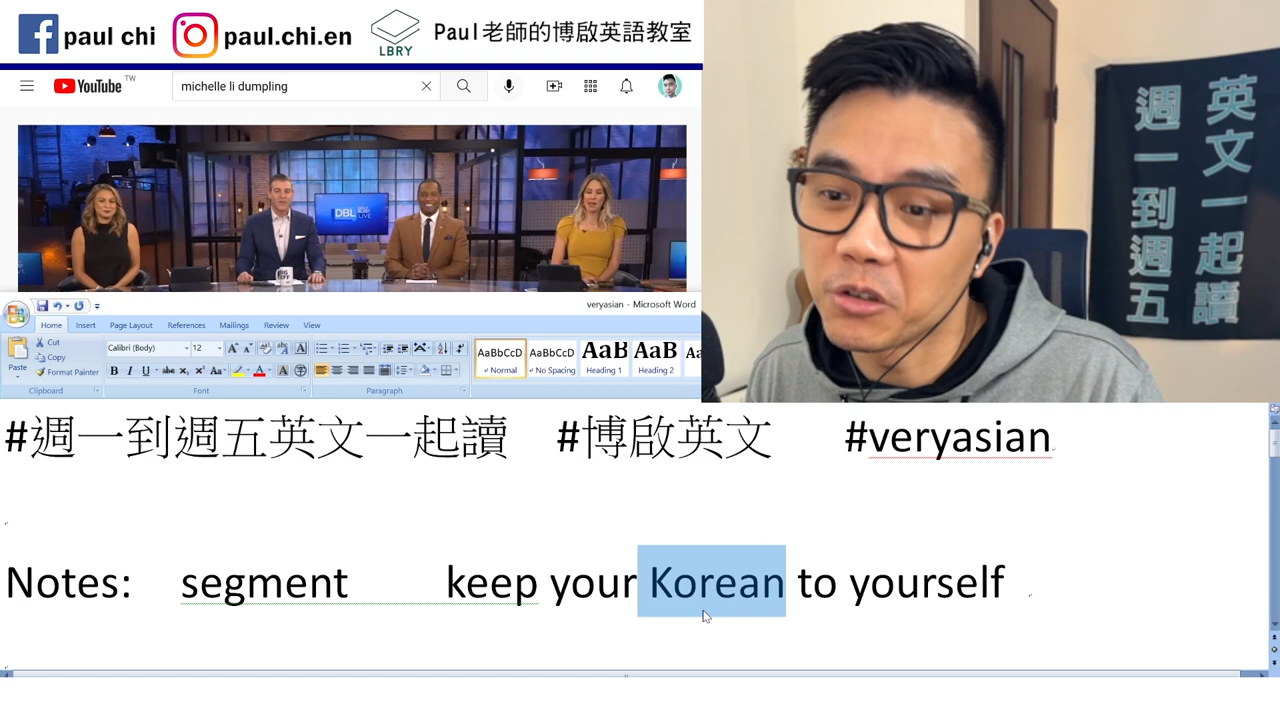 paul chi
paul.chi.en
LBRY
Paul老師的博啟英語教室
YouTube TW
michelle li dumpling
DBL
LIVE
veryasian - Microsoft Word
Home Insert Page Layout References Mailings Review View
Paste
Cut
Copy
Format Painter
Clipboard
Calibri (Body) 12
Font
Paragraph
AaBbCcD AaBbCcD AaB AaB Aa
Normal No Spacing Heading 1 Heading 2
英文一起讀
週一到週五
#週一到週五英文一起讀 #博啟英文 #veryasian
Notes: segment keep your Korean to yourself